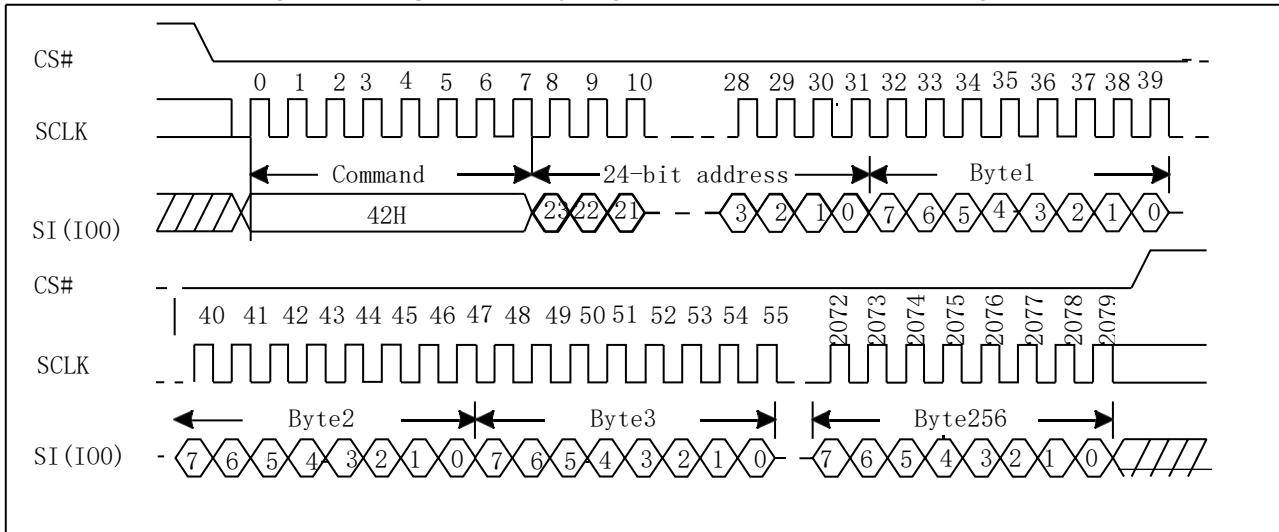 CS#
0 1 2 3 4 5 6 7 8 9 10 28 29 30 31 32 33 34 35 36 37 38 39
SCLK
Command 24-bit address Byte1
SI(IO0) 42H 23 22 21 3 2 1 0 7 6 5 4 3 2 1 0
CS#
40 41 42 43 44 45 46 47 48 49 50 51 52 53 54 55 2072 2073 2074 2075 2076 2077 2078 2079
SCLK
Byte2 Byte3 Byte256
SI(IO0) 7 6 5 4 3 2 1 0 7 6 5 4 3 2 1 0 7 6 5 4 3 2 1 0